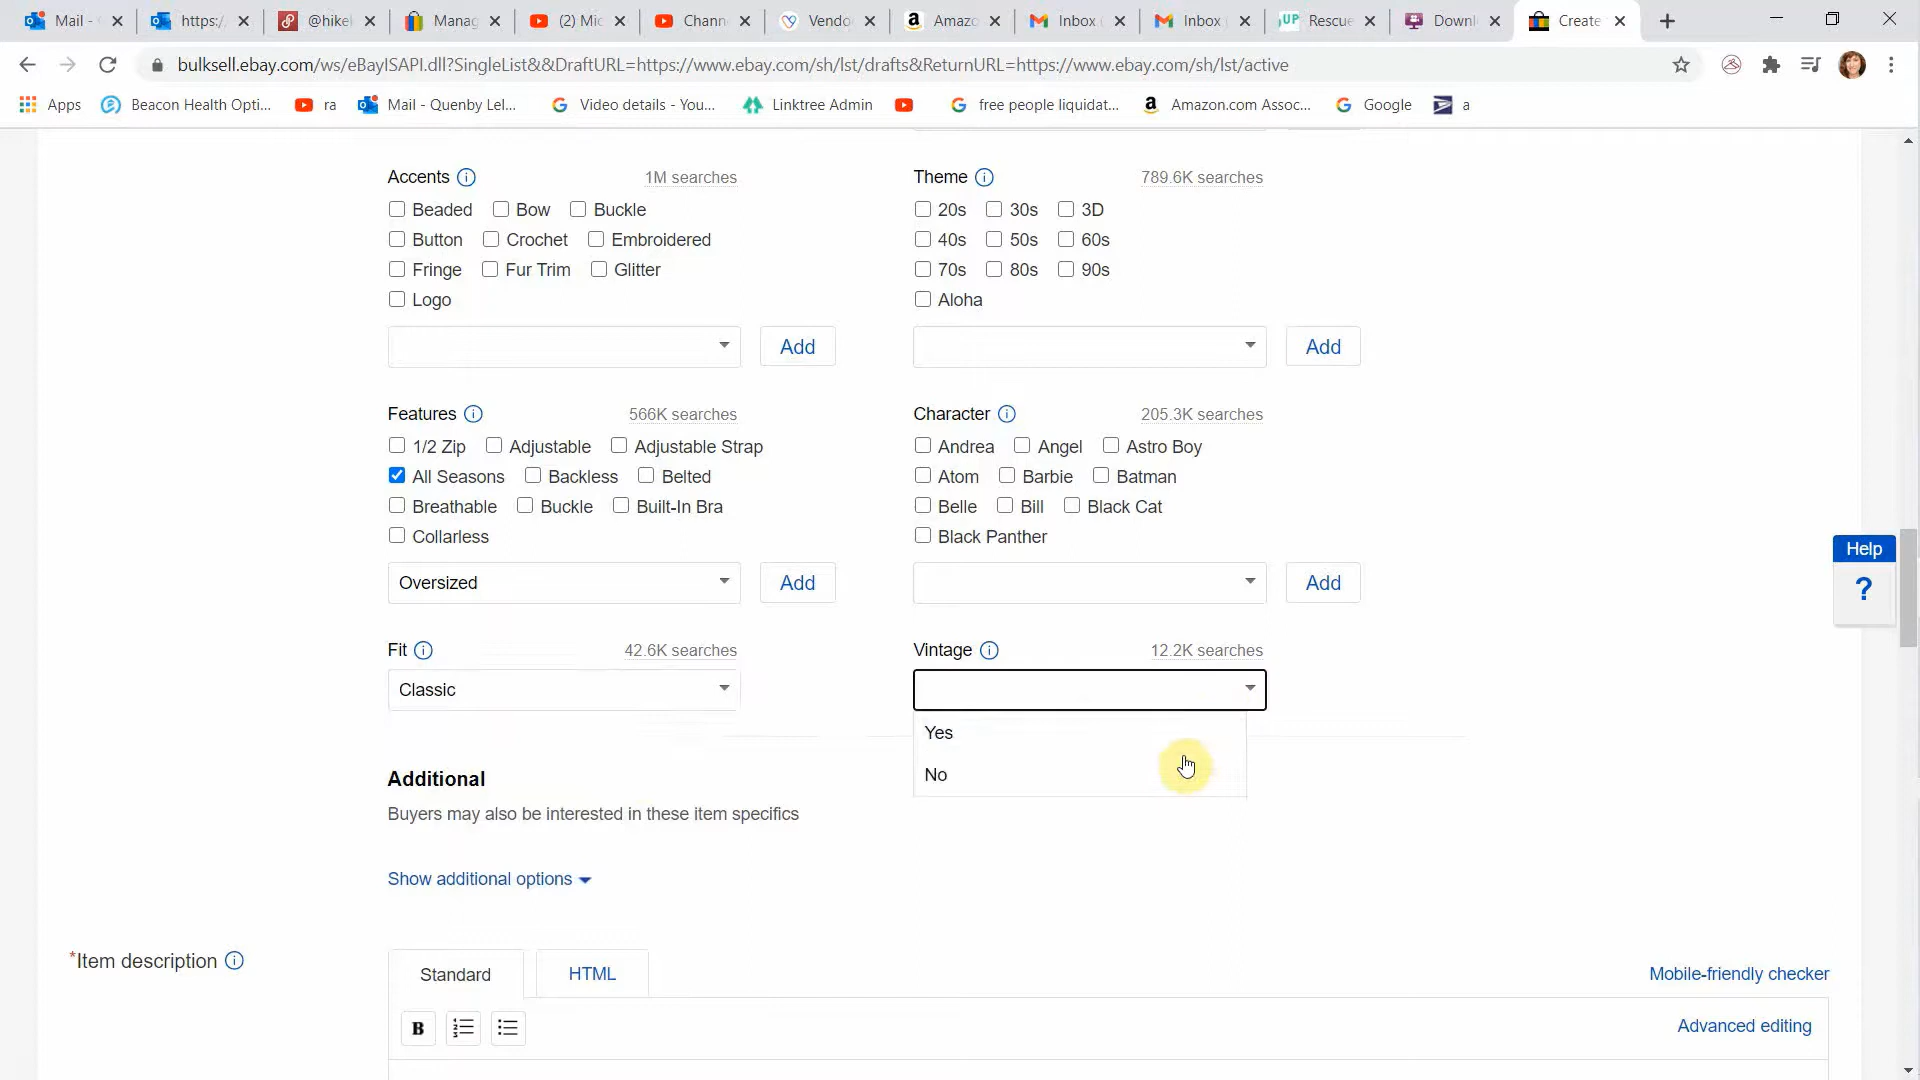 Mail -
https:/
@hikel
Manag
(2) Mic
Chann
Vendo
Amazo
Inbox (
Inbox (
UP Rescue
Downl
Create
bulksell.ebay.com/ws/eBayISAPI.dll?SingleList&&DraftURL=https://www.ebay.com/sh/lst/drafts&ReturnURL=https://www.ebay.com/sh/lst/active
Apps Beacon Health Opti... ra Mail - Quenby Lel... Video details - You... Linktree Admin free people liquidat... Amazon.com Assoc... Google a
Accents 1M searches
Beaded Bow Buckle
Button Crochet Embroidered
Fringe Fur Trim Glitter
Logo
Add
Theme 789.6K searches
20s 30s 3D
40s 50s 60s
70s 80s 90s
Aloha
Add
Features 566K searches
1/2 Zip Adjustable Adjustable Strap
All Seasons Backless Belted
Breathable Buckle Built-In Bra
Collarless
Oversized Add
Character 205.3K searches
Andrea Angel Astro Boy
Atom Barbie Batman
Belle Bill Black Cat
Black Panther
Add
Help
?
Fit 42.6K searches
Classic
Vintage 12.2K searches
Yes
No
Additional
Buyers may also be interested in these item specifics
Show additional options
*Item description
Standard HTML Mobile-friendly checker
B Advanced editing